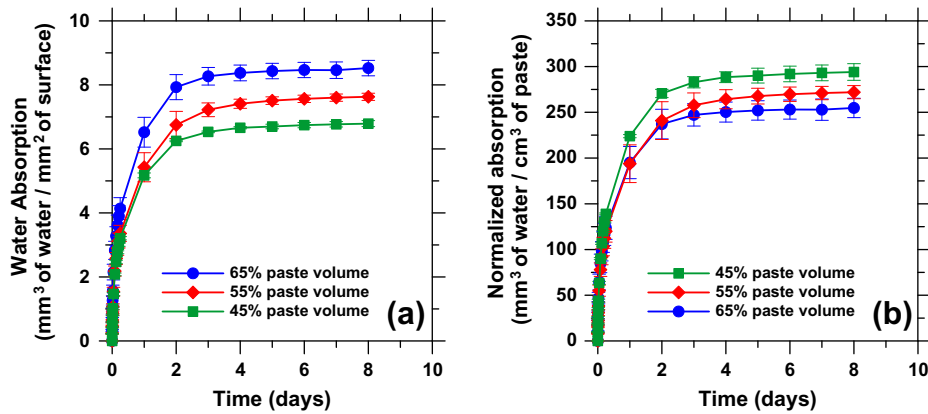 10
8
6
4
2
0
Water Absorption
(mm³ of water / mm² of surface)
65% paste volume
55% paste volume
45% paste volume
(a)
0 2 4 6 8 10
Time (days)
350
300
250
200
150
100
50
0
Normalized absorption
(mm³ of water / cm³ of paste)
45% paste volume
55% paste volume
65% paste volume
(b)
0 2 4 6 8 10
Time (days)